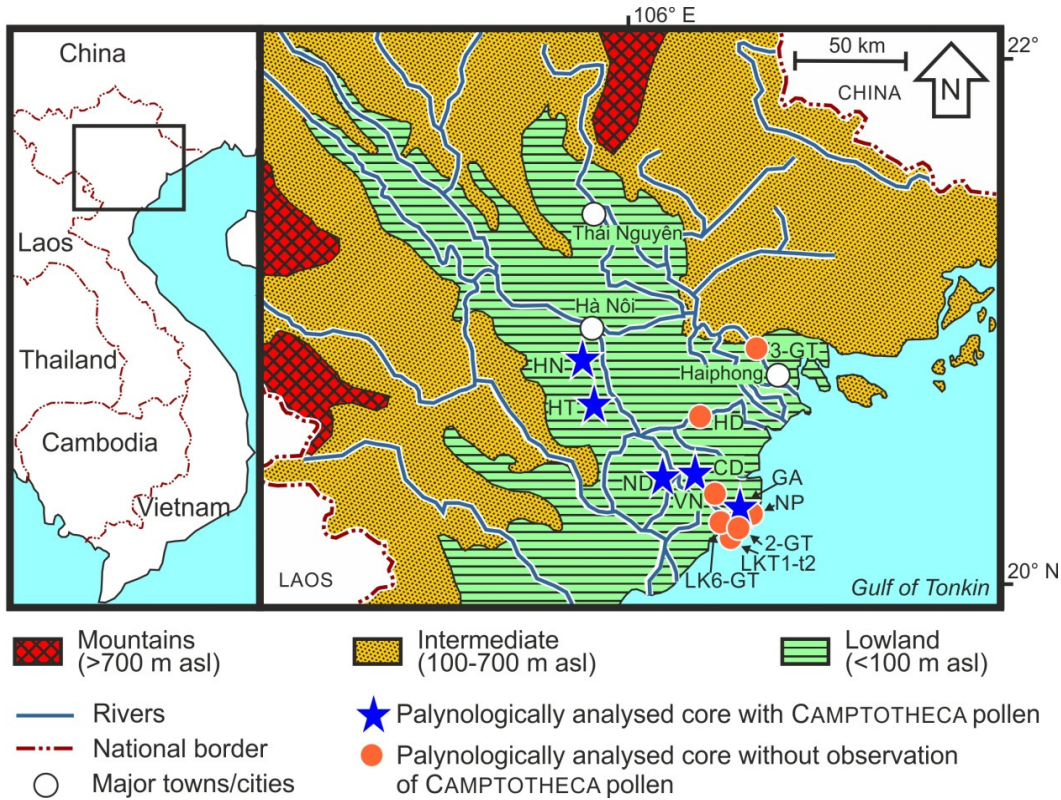 106° E
22°
China
Laos
Thailand
Cambodia
Vietnam
50 km
N
CHINA
Thái Nguyên
Hà Nôi
HN
HT
3-GT
Haiphong
HD
ND
CD
VN
GA
NP
2-GT
LKT1-t2
LK6-GT
LAOS
Gulf of Tonkin
20° N
Mountains
(>700 m asl)
Intermediate
(100-700 m asl)
Lowland
(<100 m asl)
Rivers
National border
Major towns/cities
Palynologically analysed core with CAMPTOTHECA pollen
Palynologically analysed core without observation
of CAMPTOTHECA pollen